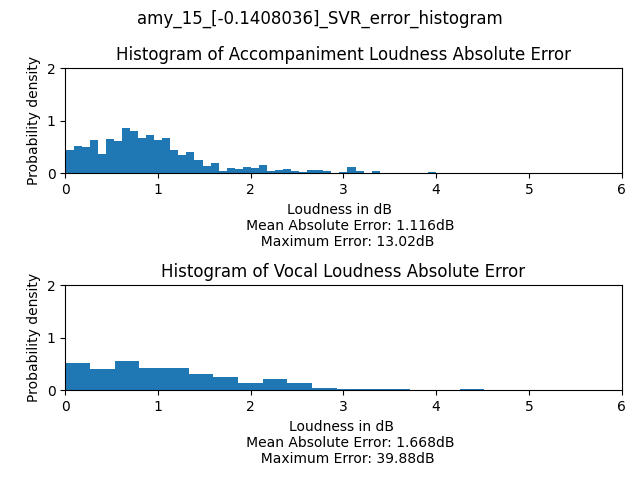 amy_15_[-0.1408036]_SVR_error_histogram
Histogram of Accompaniment Loudness Absolute Error
Probability density
2
1
0
0 1 2 3 4 5 6
Loudness in dB
Mean Absolute Error: 1.116dB
Maximum Error: 13.02dB
Histogram of Vocal Loudness Absolute Error
Probability density
2
1
0
0 1 2 3 4 5 6
Loudness in dB
Mean Absolute Error: 1.668dB
Maximum Error: 39.88dB